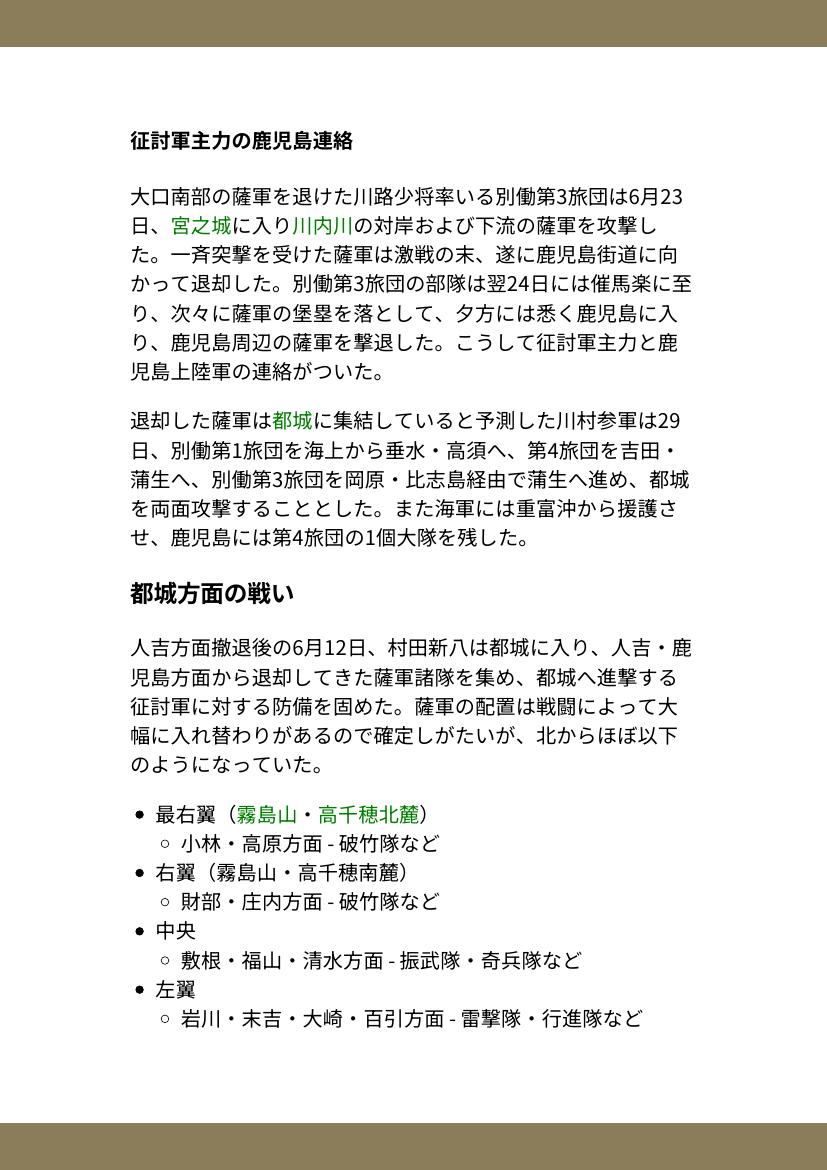 征討軍主力の鹿児島連絡
大口南部の薩軍を退けた川路少将率いる別働第3旅団は6月23
日、宮之城に入り川内川の対岸および下流の薩軍を攻撃し
た。一斉突撃を受けた薩軍は激戦の末、遂に鹿児島街道に向
かって退却した。別働第3旅団の部隊は翌24日には催馬楽に至
り、次々に薩軍の堡塁を落として、夕方には悉く鹿児島に入
り、鹿児島周辺の薩軍を撃退した。こうして征討軍主力と鹿
児島上陸軍の連絡がついた。
退却した薩軍は都城に集結していると予測した川村参軍は29
日、別働第1旅団を海上から垂水・高須へ、第4旅団を吉田・
蒲生へ、別働第3旅団を岡原・比志島経由で蒲生へ進め、都城
を両面攻撃することとした。また海軍には重富沖から援護さ
せ、鹿児島には第4旅団の1個大隊を残した。
都城方面の戦い
人吉方面撤退後の6月12日、村田新八は都城に入り、人吉・鹿
児島方面から退却してきた薩軍諸隊を集め、都城へ進撃する
征討軍に対する防備を固めた。薩軍の配置は戦闘によって大
幅に入れ替わりがあるので確定しがたいが、北からほぼ以下
のようになっていた。
• 最右翼（霧島山・高千穂北麓）
◦ 小林・高原方面 - 破竹隊など
• 右翼（霧島山・高千穂南麓）
◦ 財部・庄内方面 - 破竹隊など
• 中央
◦ 敷根・福山・清水方面 - 振武隊・奇兵隊など
• 左翼
◦ 岩川・末吉・大崎・百引方面 - 雷撃隊・行進隊など